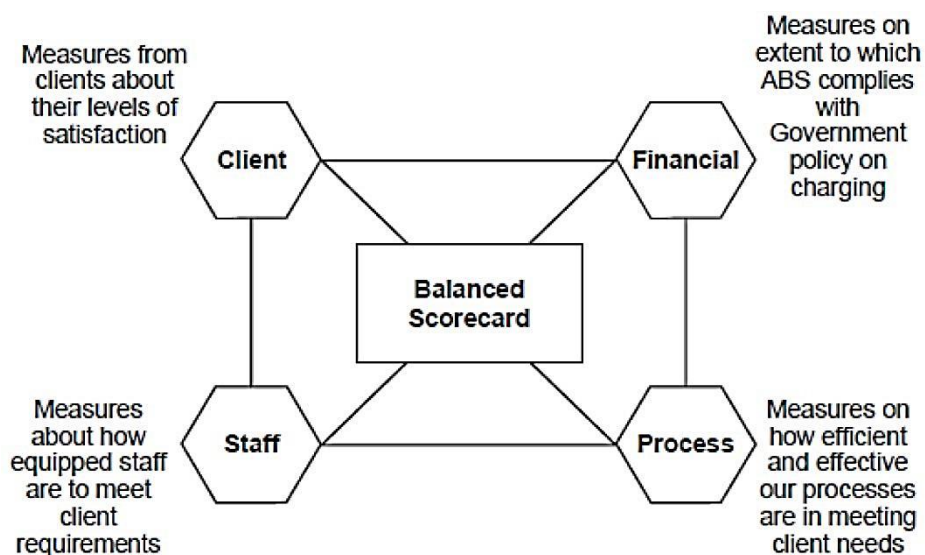 Measures from
clients about
their levels of
satisfaction
Client
Financial
Measures on
extent to which
ABS complies
with
Government
policy on
charging
Balanced
Scorecard
Measures
about how
equipped staff
are to meet
client
requirements
Staff
Process
Measures on
how efficient
and effective
our processes
are in meeting
client needs